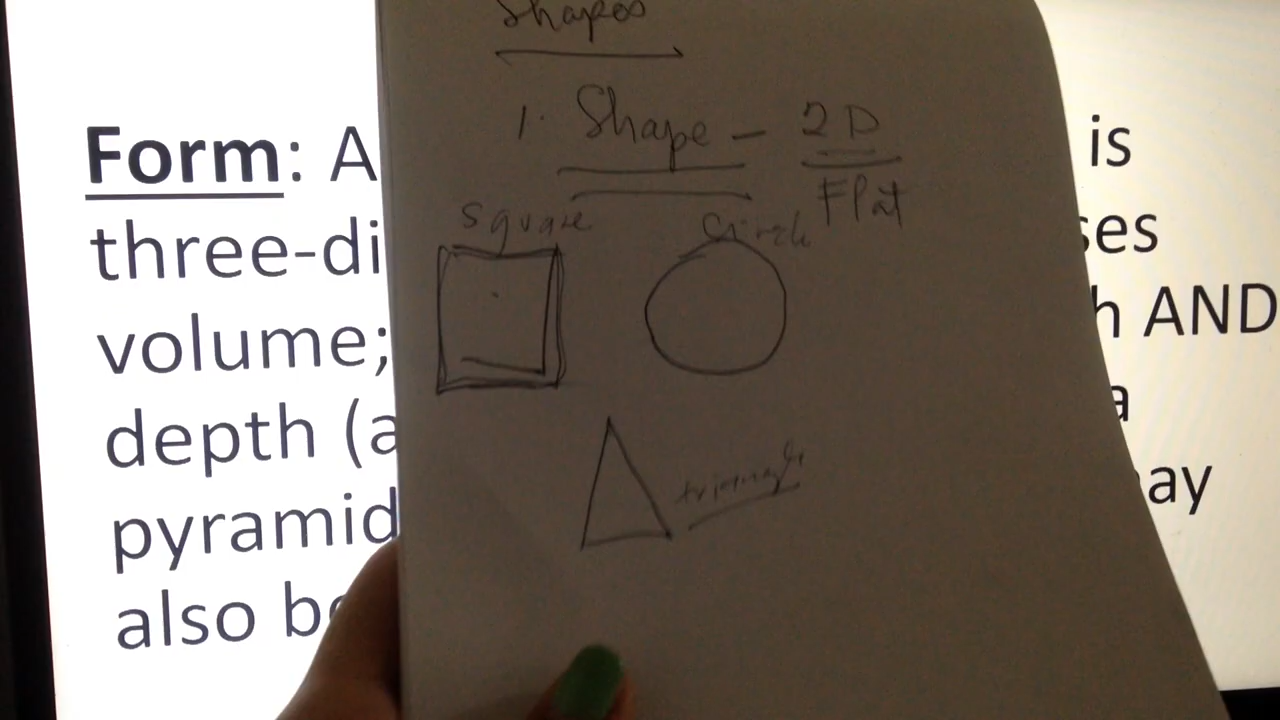 Shapes
1. Shape – 2D
Flat
Square
Circle
triangle
Form: A
is
three-di
ses
volume;
h AND
depth (a
a
pyramid
ay
also b